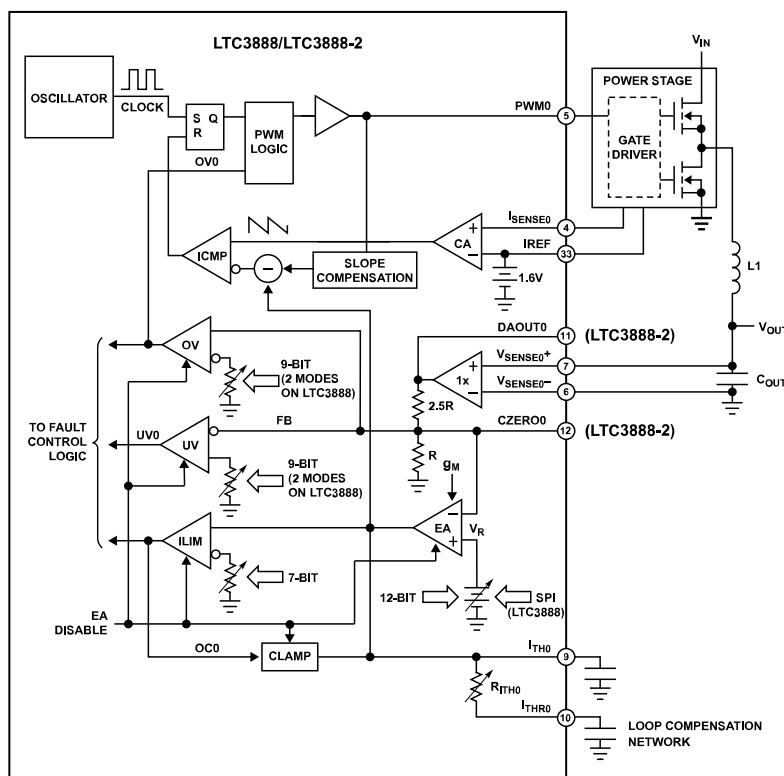 LTC3888/LTC3888-2
OSCILLATOR
CLOCK
S Q
R
PWM
LOGIC
OV0
PWM0
5
VIN
POWER STAGE
GATE
DRIVER
ISENSE0
4
IREF
33
+
CA
−
1.6V
ICMP
−
SLOPE
COMPENSATION
L1
DAOUT0
11
(LTC3888-2)
VOUT
VSENSE0+
7
VSENSE0−
6
COUT
+
1x
−
2.5R
OV
9-BIT
(2 MODES
ON LTC3888)
FB
CZERO0
12
(LTC3888-2)
TO FAULT
CONTROL
LOGIC
UV0
UV
R
9-BIT
(2 MODES
ON LTC3888)
gM
−
EA
+
VR
ILIM
7-BIT
12-BIT
SPI
(LTC3888)
EA
DISABLE
OC0
CLAMP
ITH0
9
RITH0
ITHR0
10
LOOP COMPENSATION
NETWORK